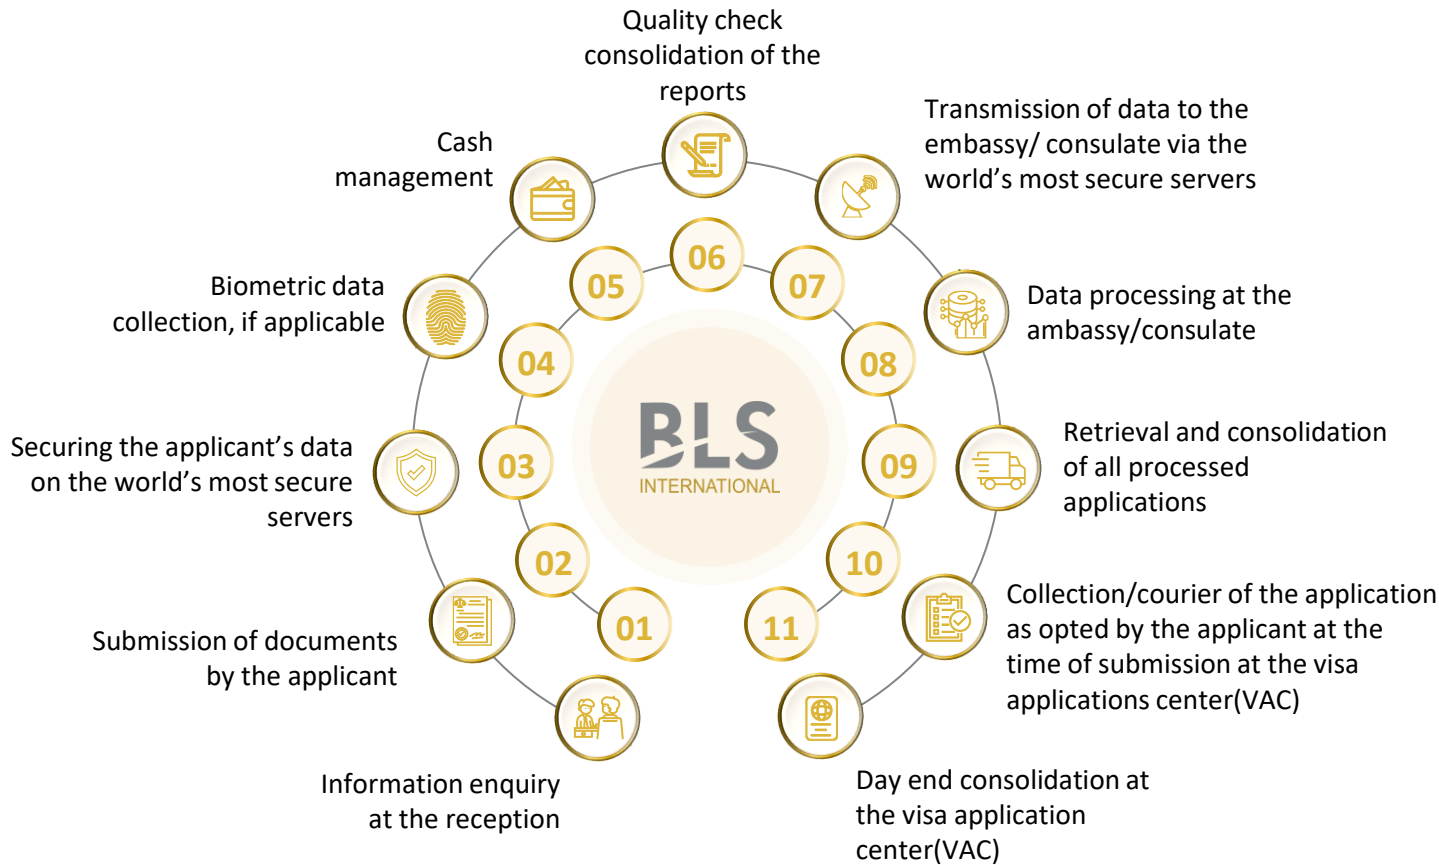 Quality check
consolidation of the
reports
Transmission of data to the
embassy/ consulate via the
world's most secure servers
Cash
management
Biometric data
collection, if applicable
Data processing at the
ambassy/consulate
Securing the applicant's data
on the world's most secure
servers
Retrieval and consolidation
of all processed
applications
Submission of documents
by the applicant
Collection/courier of the application
as opted by the applicant at the
time of submission at the visa
applications center(VAC)
Information enquiry
at the reception
Day end consolidation at
the visa application
center(VAC)
01
02
03
04
05
06
07
08
09
10
11
BLS
INTERNATIONAL